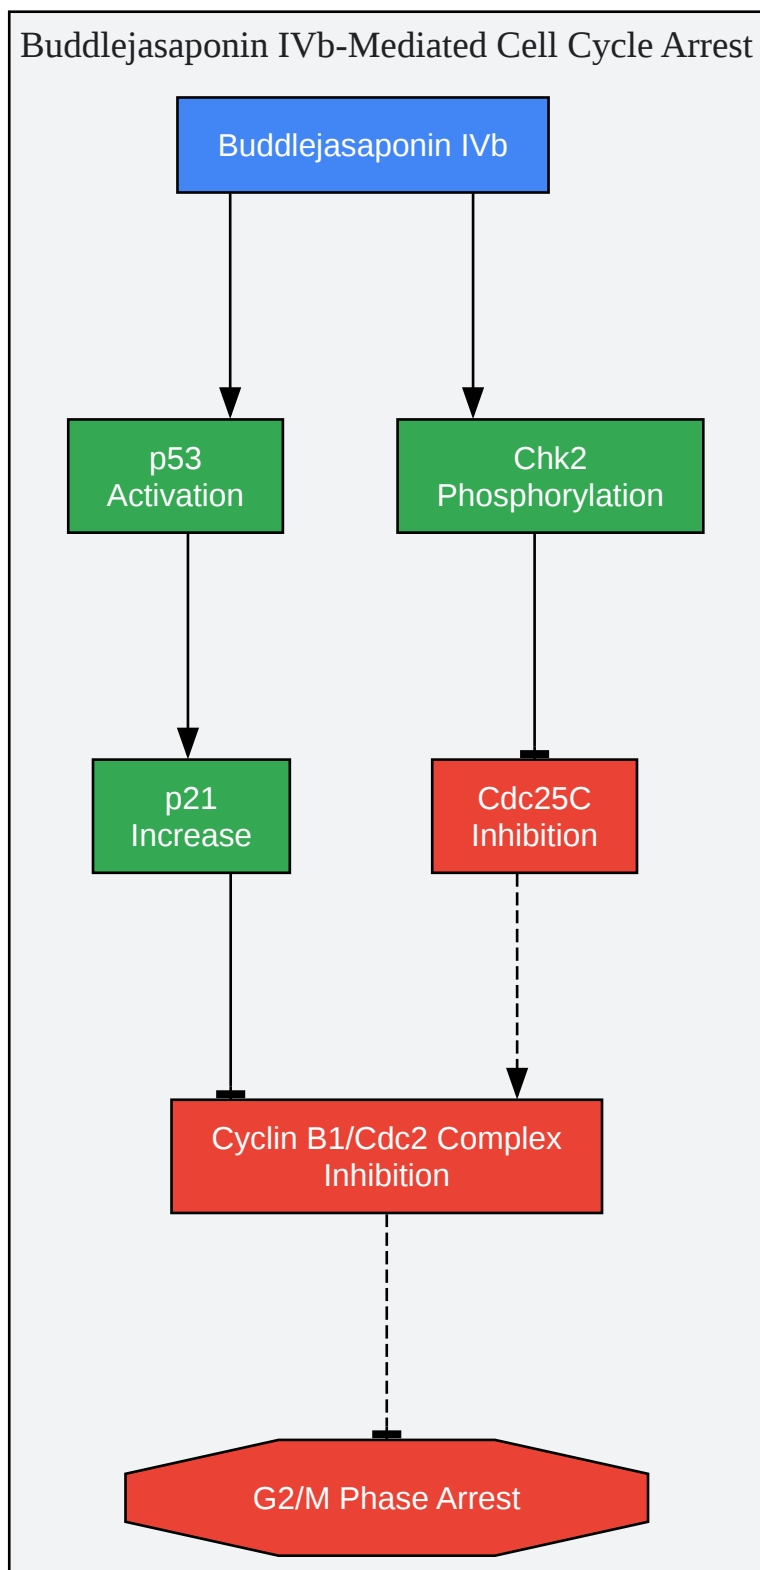 Buddlejasaponin IVb-Mediated Cell Cycle Arrest
Buddlejasaponin IVb
p53
Activation
Chk2
Phosphorylation
p21
Increase
Cdc25C
Inhibition
Cyclin B1/Cdc2 Complex
Inhibition
G2/M Phase Arrest